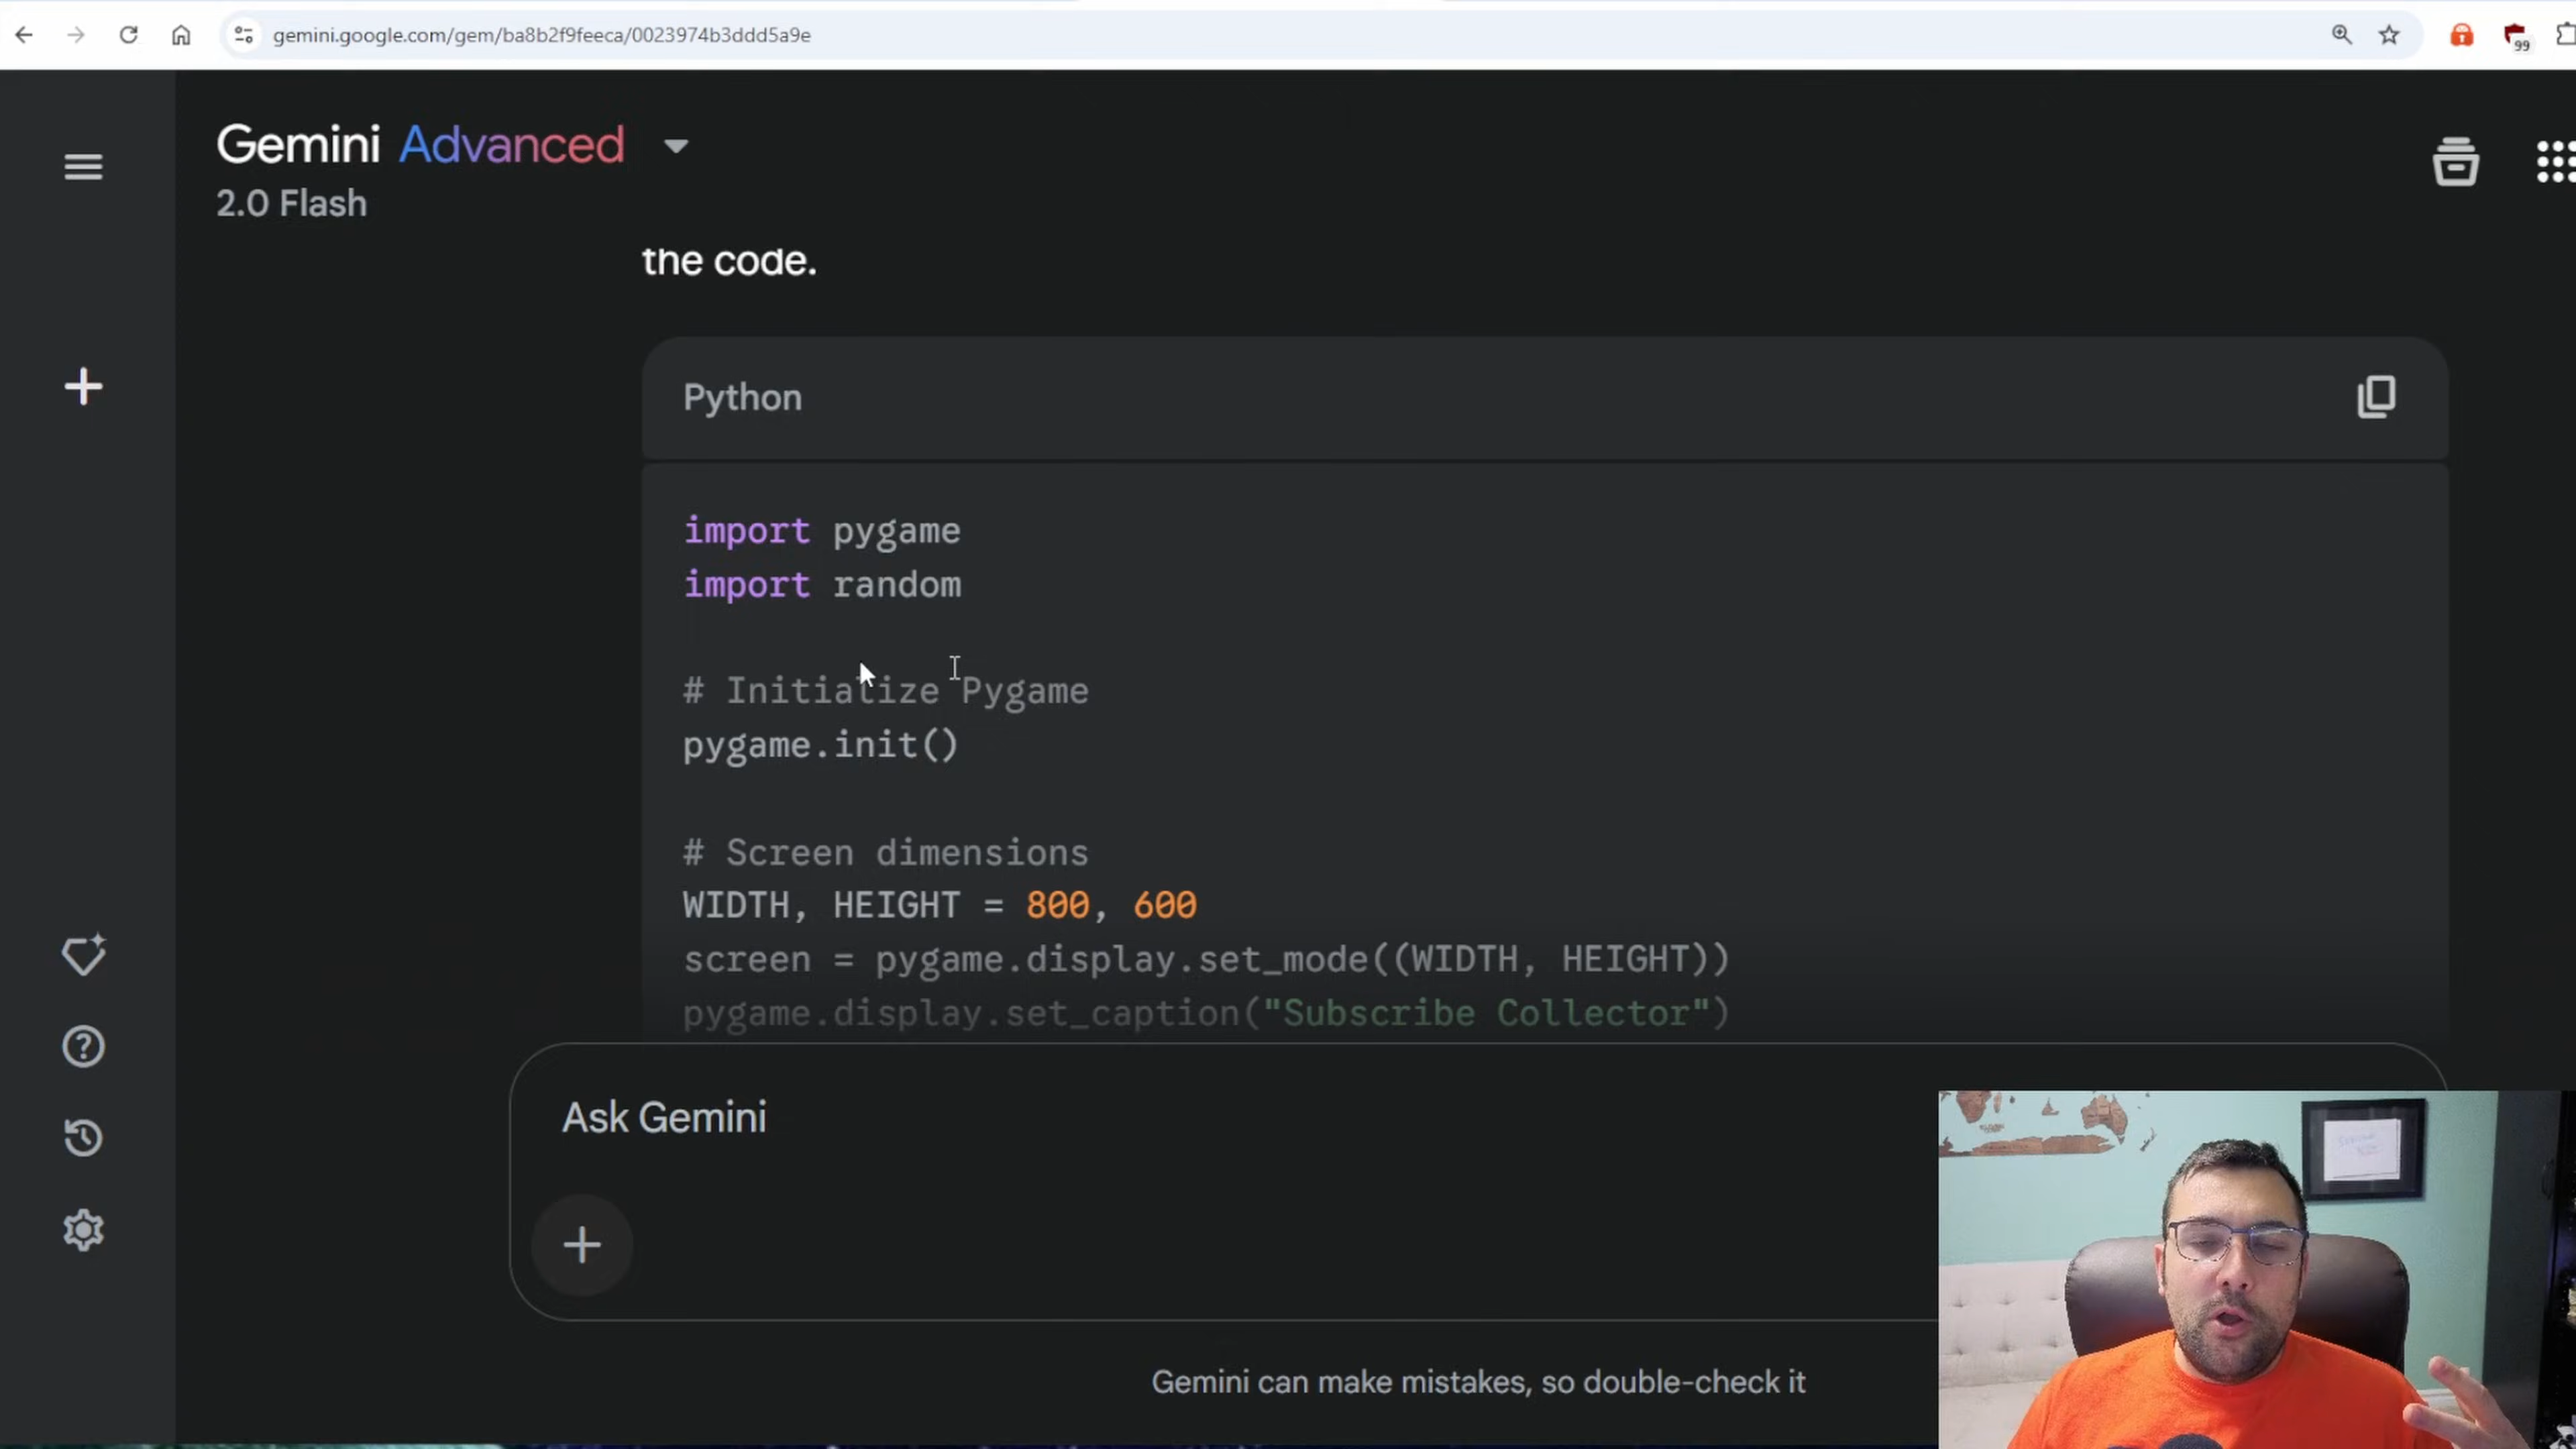 gemini.google.com/gem/ba8b2f9feeca/0023974b3ddd5a9e
99
Gemini Advanced
2.0 Flash
the code.
Python
import pygame
import random
# Initialize Pygame
pygame.init()
# Screen dimensions
WIDTH, HEIGHT = 800, 600
screen = pygame.display.set_mode((WIDTH, HEIGHT))
pygame.display.set_caption("Subscribe Collector")
Ask Gemini
Gemini can make mistakes, so double-check it